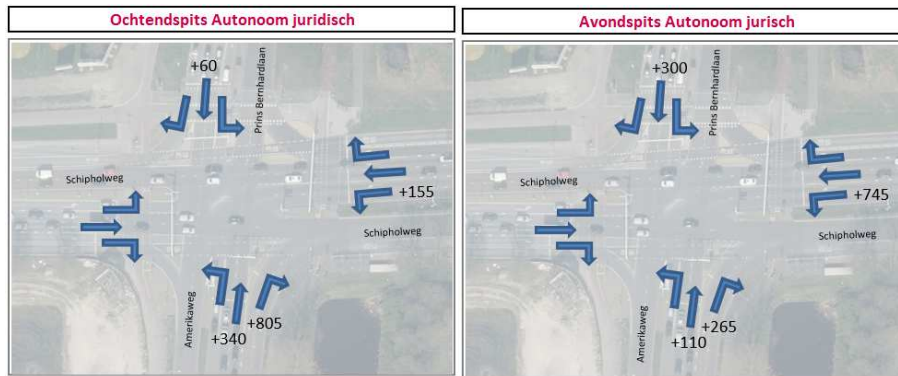 Ochtendspits Autonoom juridisch
+60
Prins Bernhardlaan
Schipholweg
+155
Schipholweg
Amerikaweg
+805
+340
Avondspits Autonoom jurisch
+300
Prins Bernhardlaan
Schipholweg
+745
Schipholweg
Amerikaweg
+265
+110